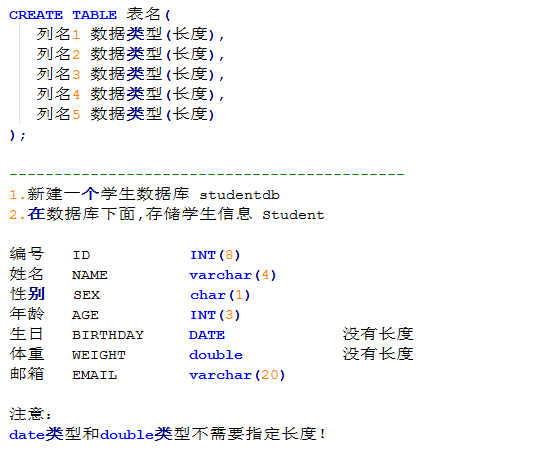 CREATE TABLE 表名(
列名1 数据类型(长度),
列名2 数据类型(长度),
列名3 数据类型(长度),
列名4 数据类型(长度),
列名5 数据类型(长度)
);
--------------------------------------------
1.新建一个学生数据库 studentdb
2.在数据库下面,存储学生信息 Student
编号 ID INT(8)
姓名 NAME varchar(4)
性别 SEX char(1)
年龄 AGE INT(3)
生日 BIRTHDAY DATE 没有长度
体重 WEIGHT double 没有长度
邮箱 EMAIL varchar(20)
注意:
date类型和double类型不需要指定长度!